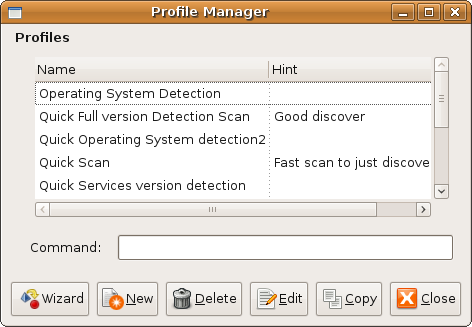 Profile Manager
Profiles
Name Hint
Operating System Detection
Quick Full version Detection Scan Good discover
Quick Operating System detection2
Quick Scan Fast scan to just discove
Quick Services version detection
Command:
Wizard New Delete Edit Copy Close